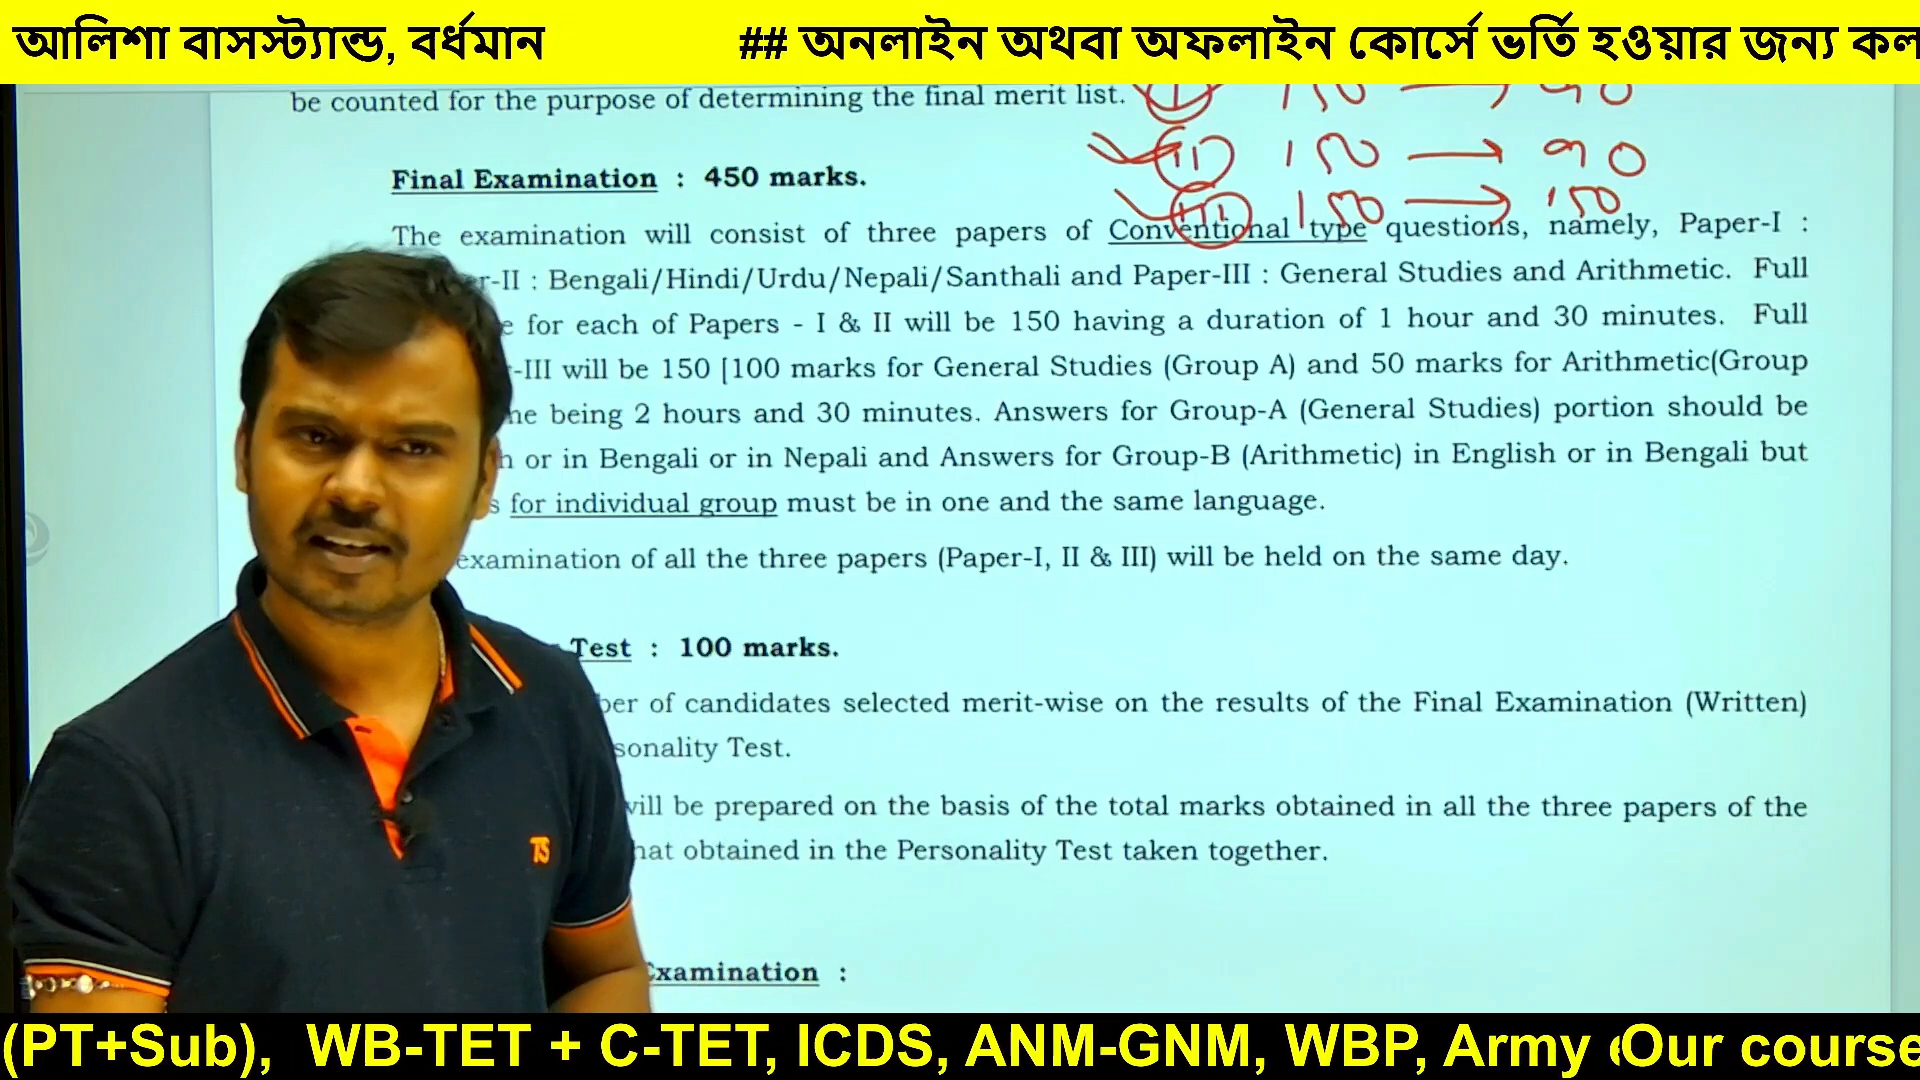 আলিশা বাসস্ট্যান্ড, বর্ধমান ## অনলাইন অথবা অফলাইন কোর্সে ভর্তি হওয়ার জন্য কল
be counted for the purpose of determining the final merit list. I 150 → 90
II 150 → 90
Final Examination : 450 marks.
III 150 → 150
The examination will consist of three papers of Conventional type questions, namely, Paper-I :
-II : Bengali/Hindi/Urdu/Nepali/Santhali and Paper-III : General Studies and Arithmetic. Full
for each of Papers - I & II will be 150 having a duration of 1 hour and 30 minutes. Full
-III will be 150 [100 marks for General Studies (Group A) and 50 marks for Arithmetic(Group
being 2 hours and 30 minutes. Answers for Group-A (General Studies) portion should be
or in Bengali or in Nepali and Answers for Group-B (Arithmetic) in English or in Bengali but
for individual group must be in one and the same language.
examination of all the three papers (Paper-I, II & III) will be held on the same day.
Test : 100 marks.
of candidates selected merit-wise on the results of the Final Examination (Written)
sonality Test.
will be prepared on the basis of the total marks obtained in all the three papers of the
hat obtained in the Personality Test taken together.
TS
Examination :
(PT+Sub), WB-TET + C-TET, ICDS, ANM-GNM, WBP, Army Our course